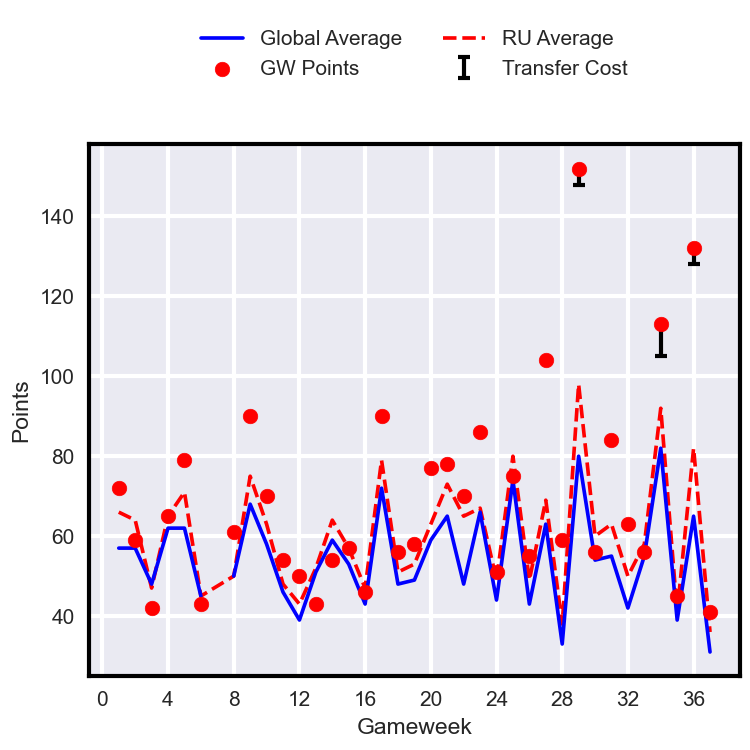 Global Average
RU Average
GW Points
Transfer Cost
140
120
100
80
60
40
Points
0 4 8 12 16 20 24 28 32 36
Gameweek